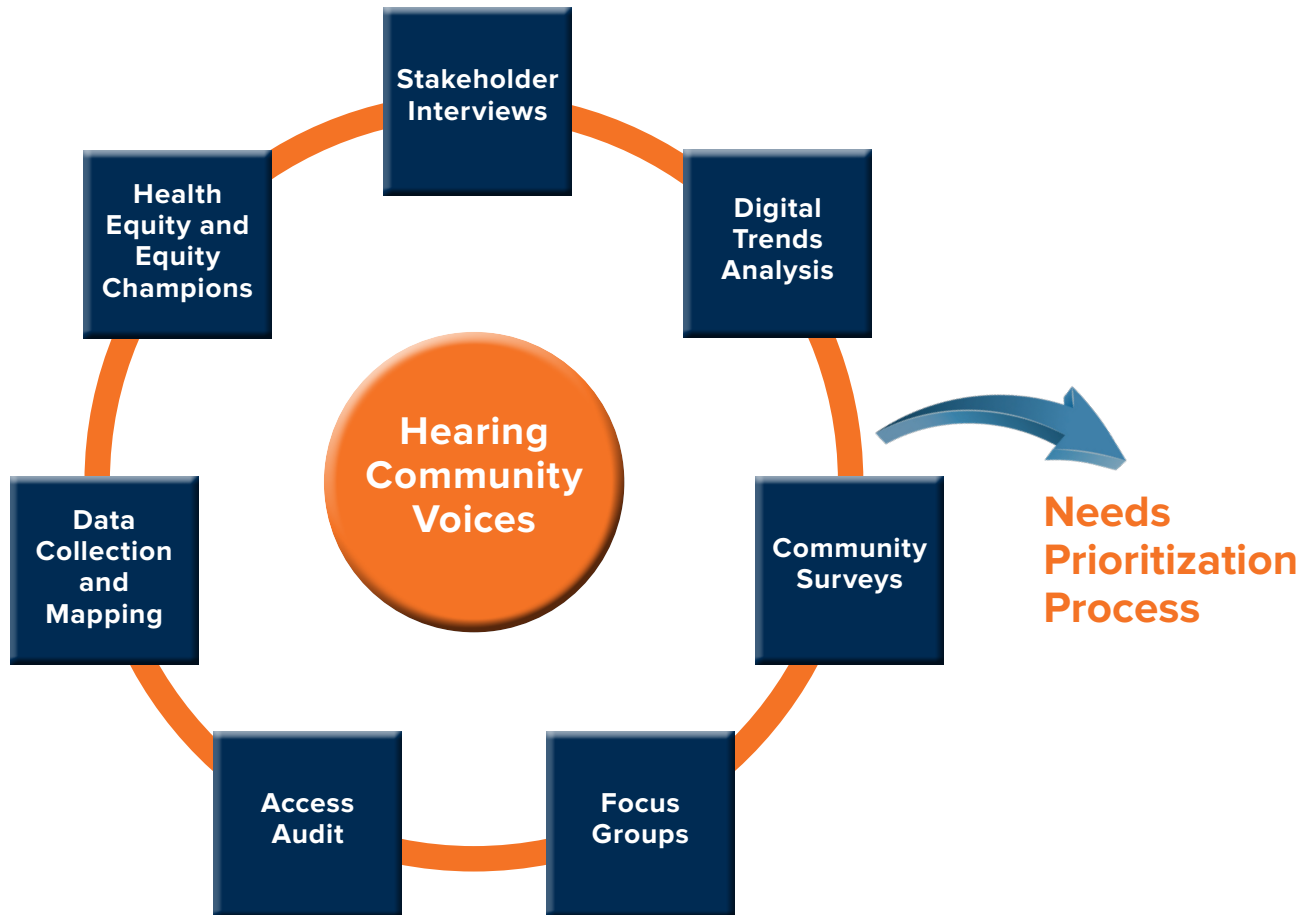 Stakeholder
Interviews
Digital
Trends
Analysis
Community
Surveys
Focus
Groups
Access
Audit
Data
Collection
and
Mapping
Health
Equity and
Equity
Champions
Hearing
Community
Voices
Needs
Prioritization
Process